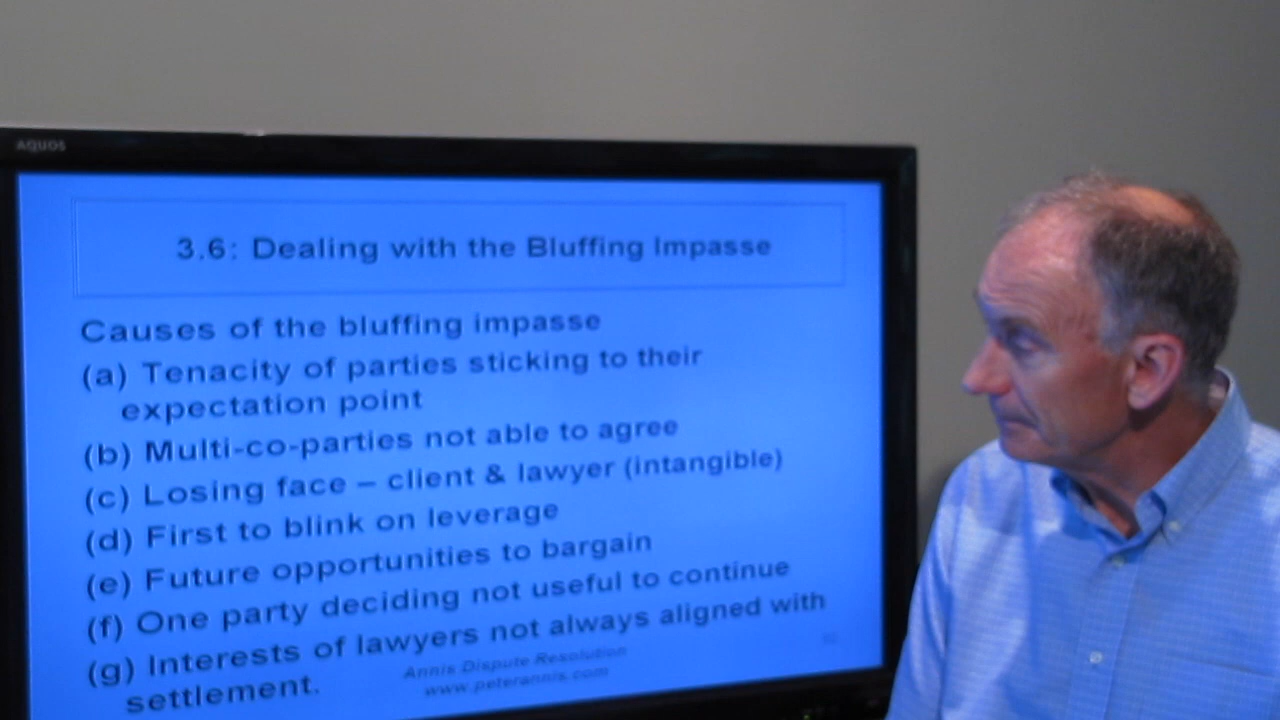 AQUOS
3.6: Dealing with the Bluffing Impasse
Causes of the bluffing impasse
(a) Tenacity of parties sticking to their
expectation point
(b) Multi-co-parties not able to agree
(c) Losing face – client & lawyer (intangible)
(d) First to blink on leverage
(e) Future opportunities to bargain
(f) One party deciding not useful to continue
(g) Interests of lawyers not always aligned with
settlement.
Annis Dispute Resolution
www.peterannis.com